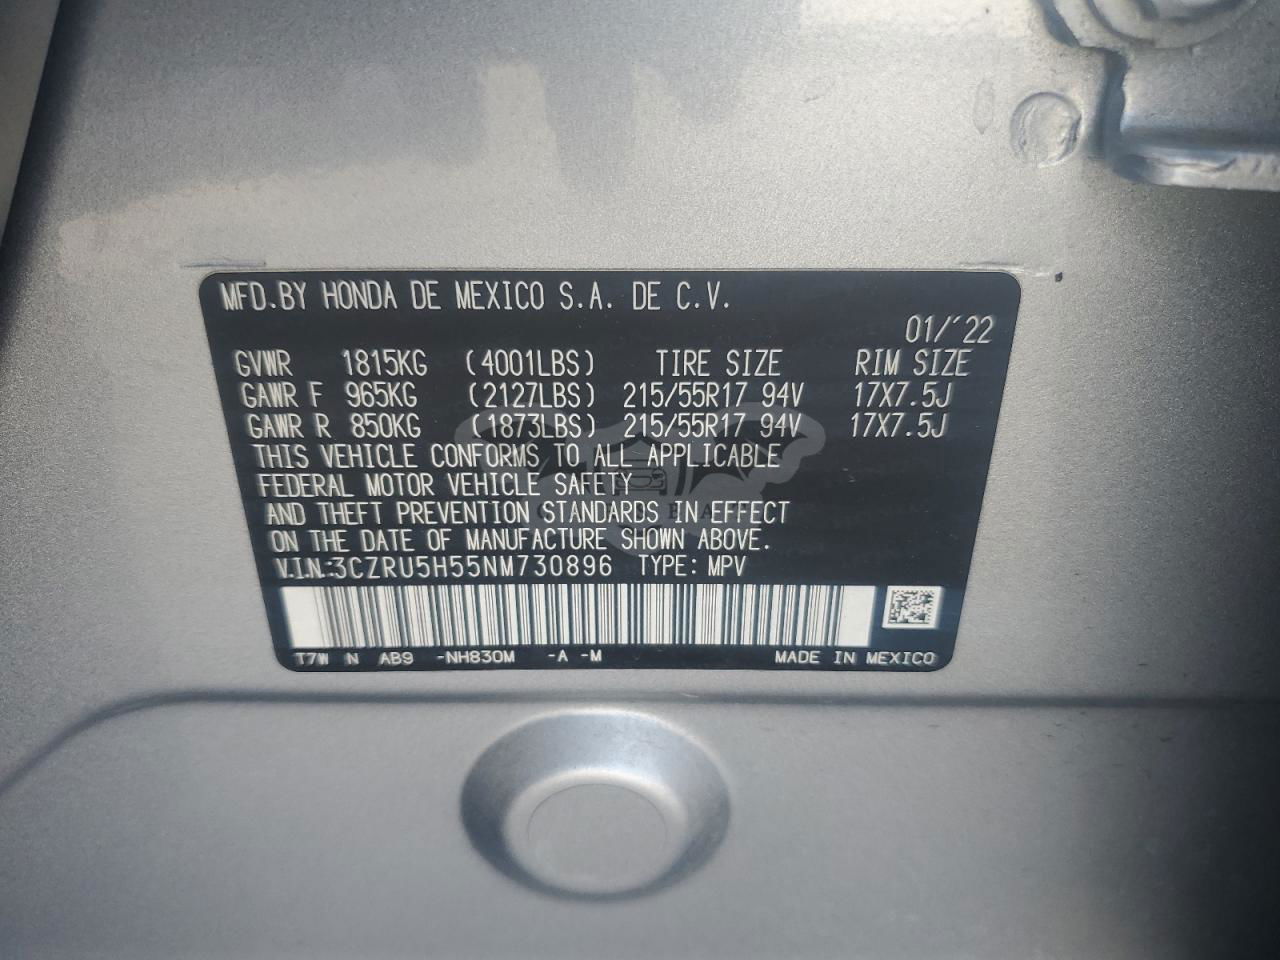 MFD.BY HONDA DE MEXICO S.A. DE C.V.
01/'22
GVWR 1815KG (4001LBS) TIRE SIZE RIM SIZE
GAWR F 965KG (2127LBS) 215/55R17 94V 17X7.5J
GAWR R 850KG (1873LBS) 215/55R17 94V 17X7.5J
THIS VEHICLE CONFORMS TO ALL APPLICABLE
FEDERAL MOTOR VEHICLE SAFETY
AND THEFT PREVENTION STANDARDS IN EFFECT
ON THE DATE OF MANUFACTURE SHOWN ABOVE.
V.I.N:3CZRU5H55NM730896 TYPE: MPV
T7W N AB9 -NH830M -A -M MADE IN MEXICO